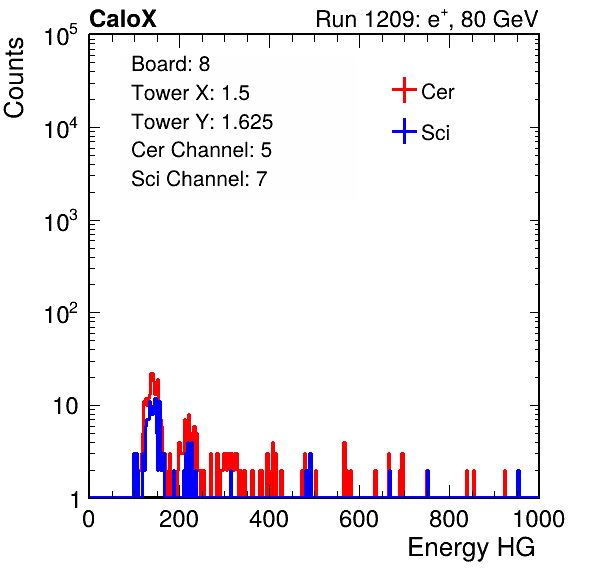 CaloX Run 1209: e+, 80 GeV
Counts
10^5
10^4
10^3
10^2
10
1
Board: 8
Tower X: 1.5
Tower Y: 1.625
Cer Channel: 5
Sci Channel: 7
Cer
Sci
0 200 400 600 800 1000
Energy HG